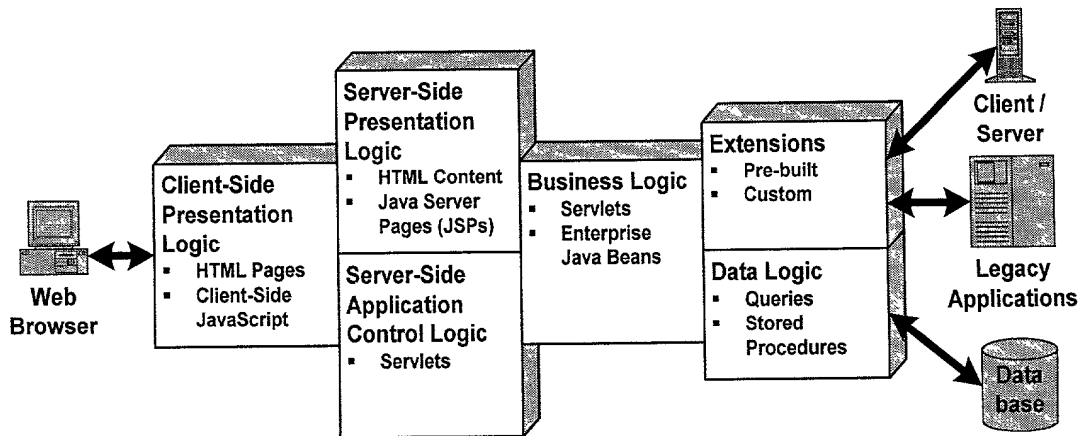 Web
Browser
Client-Side
Presentation
Logic
▪ HTML Pages
▪ Client-Side
JavaScript
Server-Side
Presentation
Logic
▪ HTML Content
▪ Java Server
Pages (JSPs)
Server-Side
Application
Control Logic
▪ Servlets
Business Logic
▪ Servlets
▪ Enterprise
Java Beans
Extensions
▪ Pre-built
▪ Custom
Data Logic
▪ Queries
▪ Stored
Procedures
Client /
Server
Legacy
Applications
Data
base